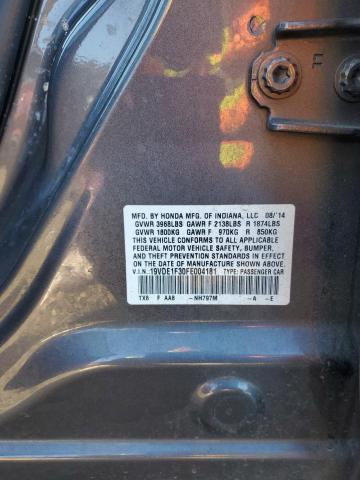 F
MFD. BY HONDA MFG. OF INDIANA, LLC 08/'14
GVWR 3968LBS GAWR F 2138LBS R 1874LBS
GVWR 1800KG GAWR F 970KG R 850KG
THIS VEHICLE CONFORMS TO ALL APPLICABLE
FEDERAL MOTOR VEHICLE SAFETY, BUMPER,
AND THEFT PREVENTION STANDARDS IN EFFECT ON
THE DATE OF MANUFACTURE SHOWN ABOVE.
V.I.N. 19VDE1F30FE004181 TYPE: PASSENGER CAR
TX6 F AA8 -NH797M -A -E